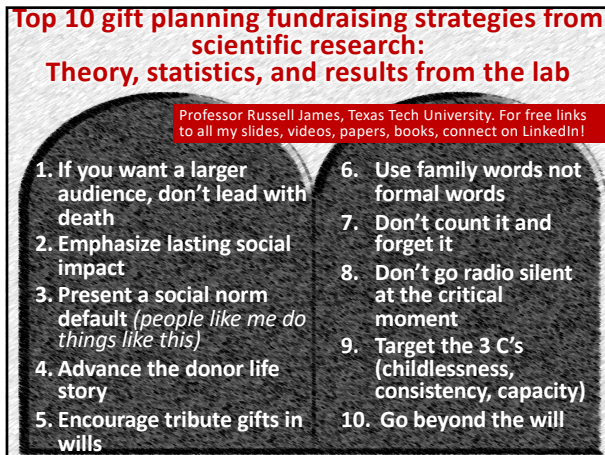 Top 10 gift planning fundraising strategies from
scientific research:
Theory, statistics, and results from the lab
Professor Russell James, Texas Tech University. For free links
to all my slides, videos, papers, books, connect on LinkedIn!
1. If you want a larger
audience, don't lead with
death
2. Emphasize lasting social
impact
3. Present a social norm
default (people like me do
things like this)
4. Advance the donor life
story
5. Encourage tribute gifts in
wills
6. Use family words not
formal words
7. Don't count it and
forget it
8. Don't go radio silent
at the critical
moment
9. Target the 3 C's
(childlessness,
consistency, capacity)
10. Go beyond the will